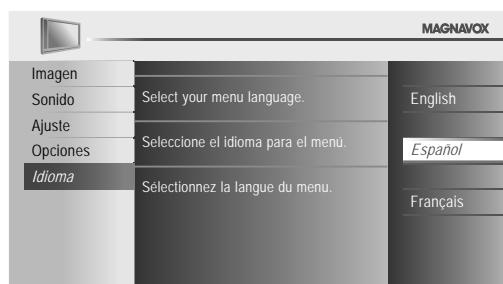 MAGNAVOX
Imagen
Sonido
Ajuste
Opciones
Idioma
Select your menu language.
Seleccione el idioma para el menú.
Sélectionnez la langue du menu.
English
Español
Français